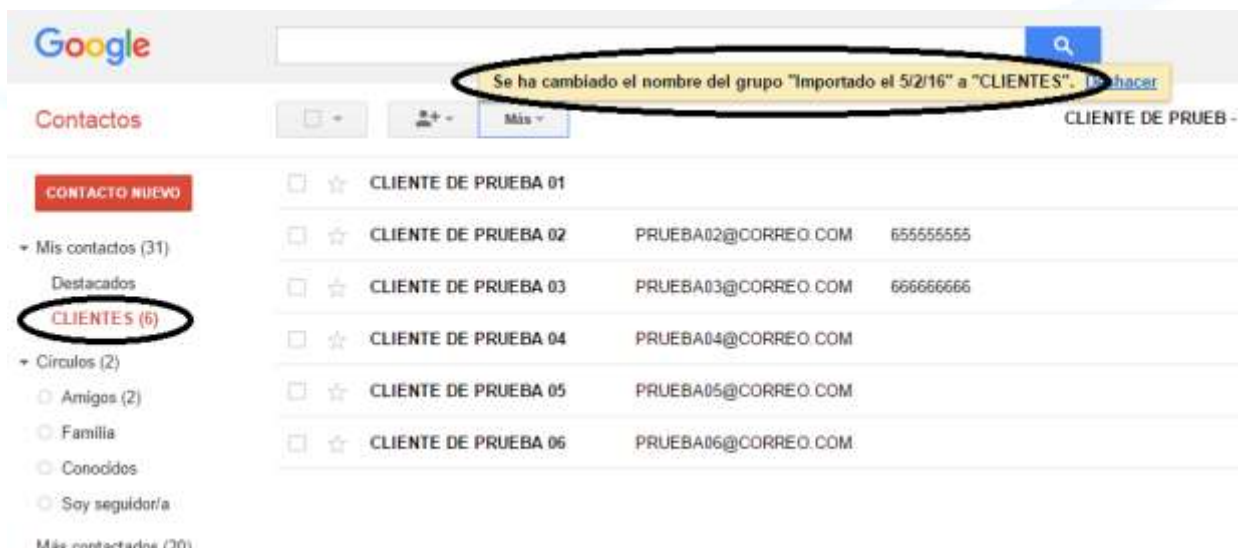 Google
Se ha cambiado el nombre del grupo "Importado el 5/2/16" a "CLIENTES". Deshacer
Contactos
Más
CLIENTE DE PRUEB -
CONTACTO NUEVO
CLIENTE DE PRUEBA 01
Mis contactos (31)
CLIENTE DE PRUEBA 02 PRUEBA02@CORREO.COM 655555555
Destacados
CLIENTE DE PRUEBA 03 PRUEBA03@CORREO.COM 666666666
CLIENTES (6)
CLIENTE DE PRUEBA 04 PRUEBA04@CORREO.COM
Círculos (2)
Amigos (2)
CLIENTE DE PRUEBA 05 PRUEBA05@CORREO.COM
Familia
CLIENTE DE PRUEBA 06 PRUEBA06@CORREO.COM
Conocidos
Soy seguidor/a
Más contactados (20)